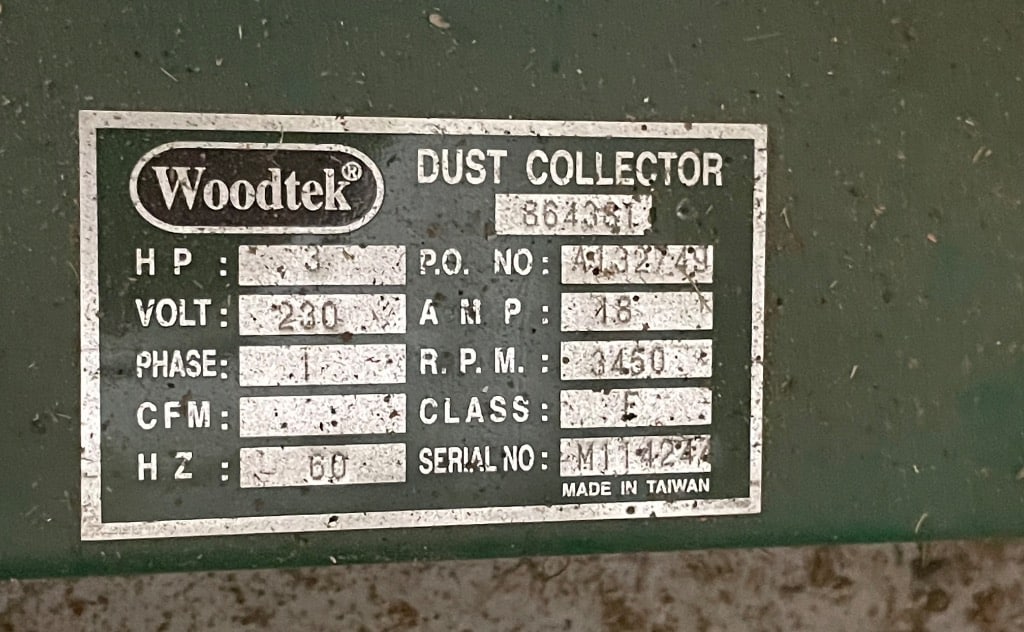 Woodtek®
DUST COLLECTOR
HP: 3
P.O. NO:
VOLT: 230
AMP: 18
PHASE: 1
R.P.M.: 3450
CFM:
CLASS: F
HZ: 60
SERIAL NO:
MADE IN TAIWAN